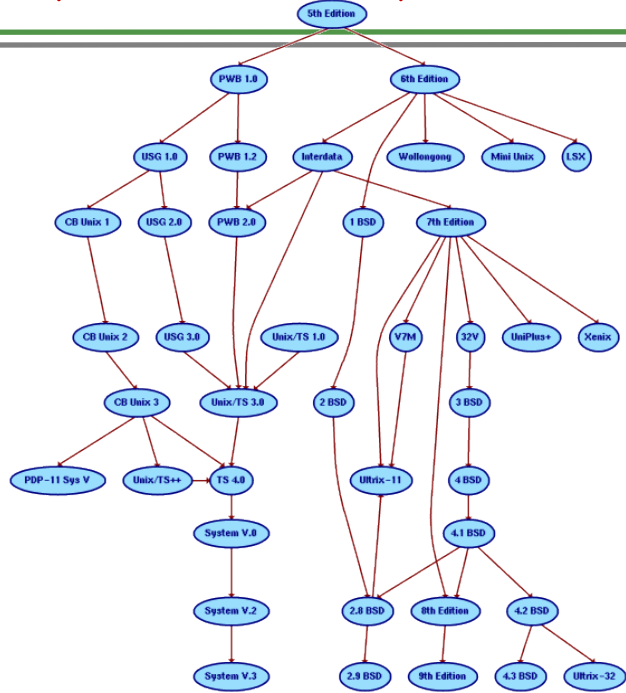 5th Edition
PWB 1.0
6th Edition
USG 1.0
PWB 1.2
Interdata
Wollongong
Mini Unix
LSX
CB Unix 1
USG 2.0
PWB 2.0
1 BSD
7th Edition
CB Unix 2
USG 3.0
Unix/TS 1.0
V7M
32V
UniPlus+
Xenix
CB Unix 3
Unix/TS 3.0
2 BSD
3 BSD
PDP-11 Sys V
Unix/TS++
TS 4.0
Ultrix-11
4 BSD
System V.0
4.1 BSD
System V.2
2.8 BSD
8th Edition
4.2 BSD
System V.3
2.9 BSD
9th Edition
4.3 BSD
Ultrix-32